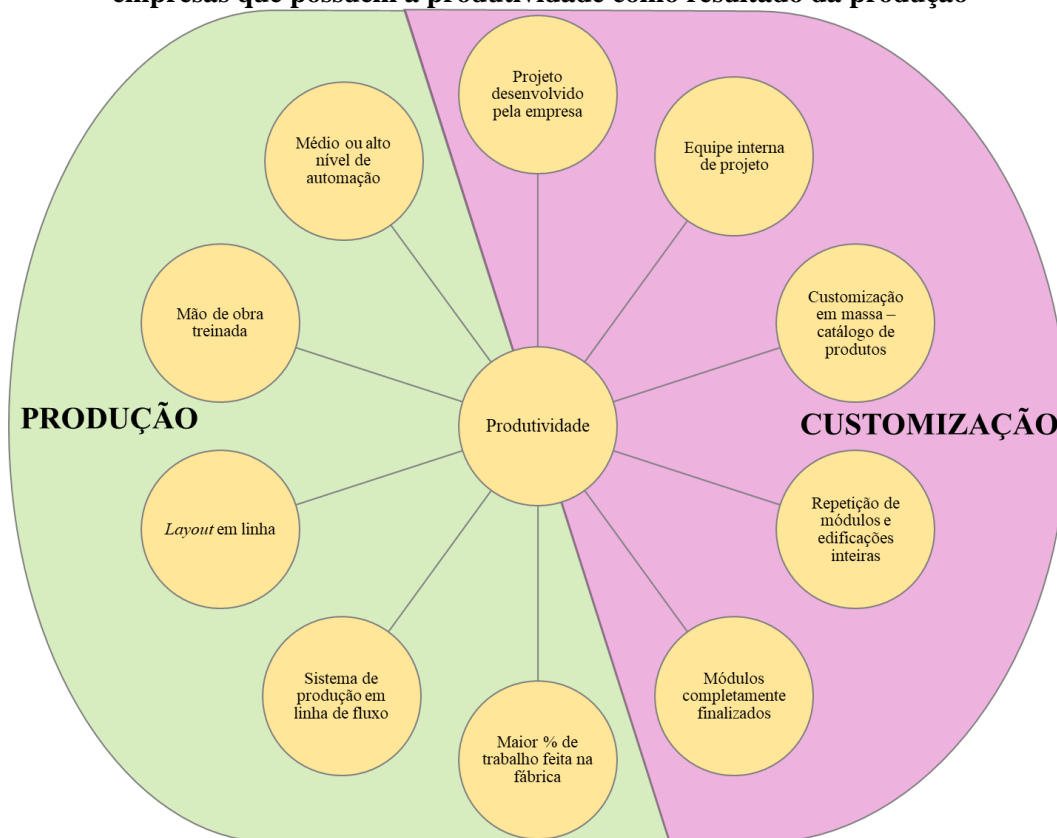 empresas que possuem a produtividade como resultado da produção
Projeto
desenvolvido
pela empresa
Médio ou alto
nível de
automação
Equipe interna
de projeto
Mão de obra
treinada
Customização
em massa –
catálogo de
produtos
PRODUÇÃO
Produtividade
CUSTOMIZAÇÃO
Layout em linha
Repetição de
módulos e
edificações
inteiras
Sistema de
produção em
linha de fluxo
Módulos
completamente
finalizados
Maior % de
trabalho feita na
fábrica